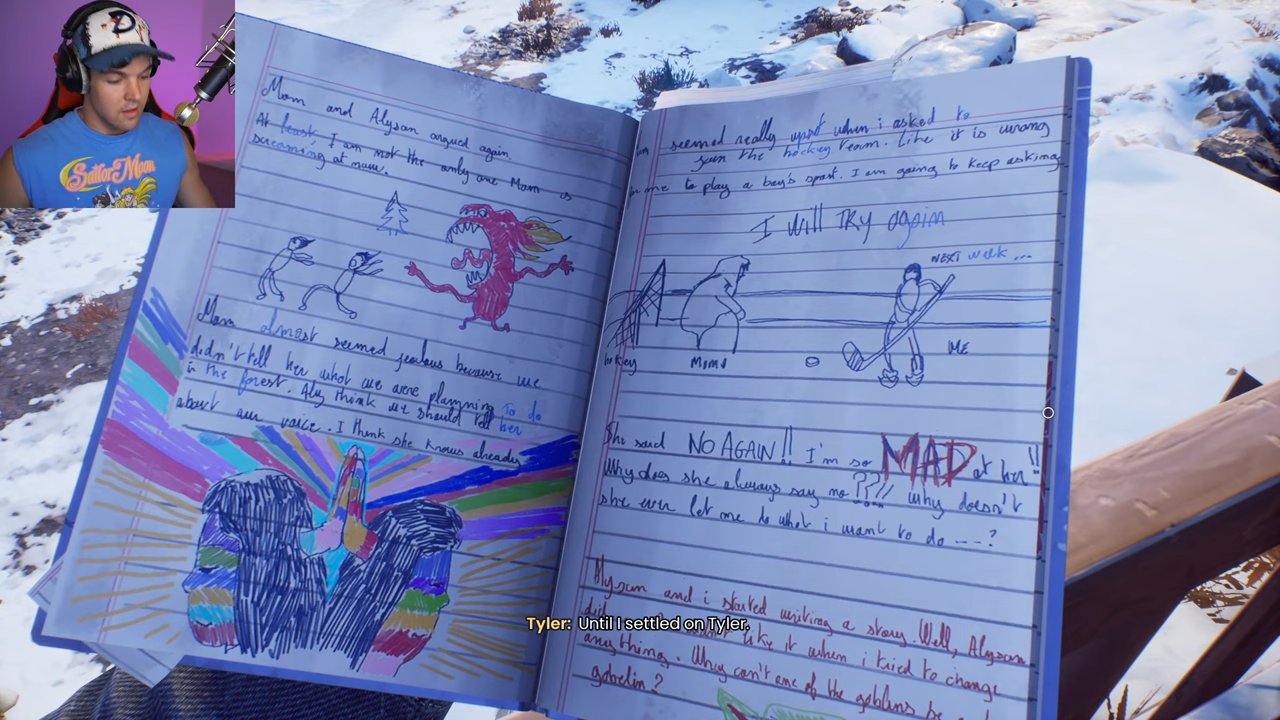 SAILOR MOON
Mom and Alyson argued again.
At least I am not the only one Mom is
screaming at now.
Mom almost seemed jealous because we
didn't tell her what we were planning to do
in the forest. Aly think we should tell her
about our voice. I think she knows already
seemed really upset when i asked to
join the hockey team. Like it is wrong
me to play a boy's sport. I am going to keep asking.
I will TRY again
NEXT Week ...
hockey
Mom
ME
She said NO AGAIN!! I'm so MAD at her!!
Why does she always say no ??!! Why doesn't
she ever let me do what i want to do ---?
Alyson and i started writing a story. Well, Alyson
did. like it when i tried to change
anything. Why can't one of the goblins be a
gobelin?
Tyler: Until I settled on Tyler,